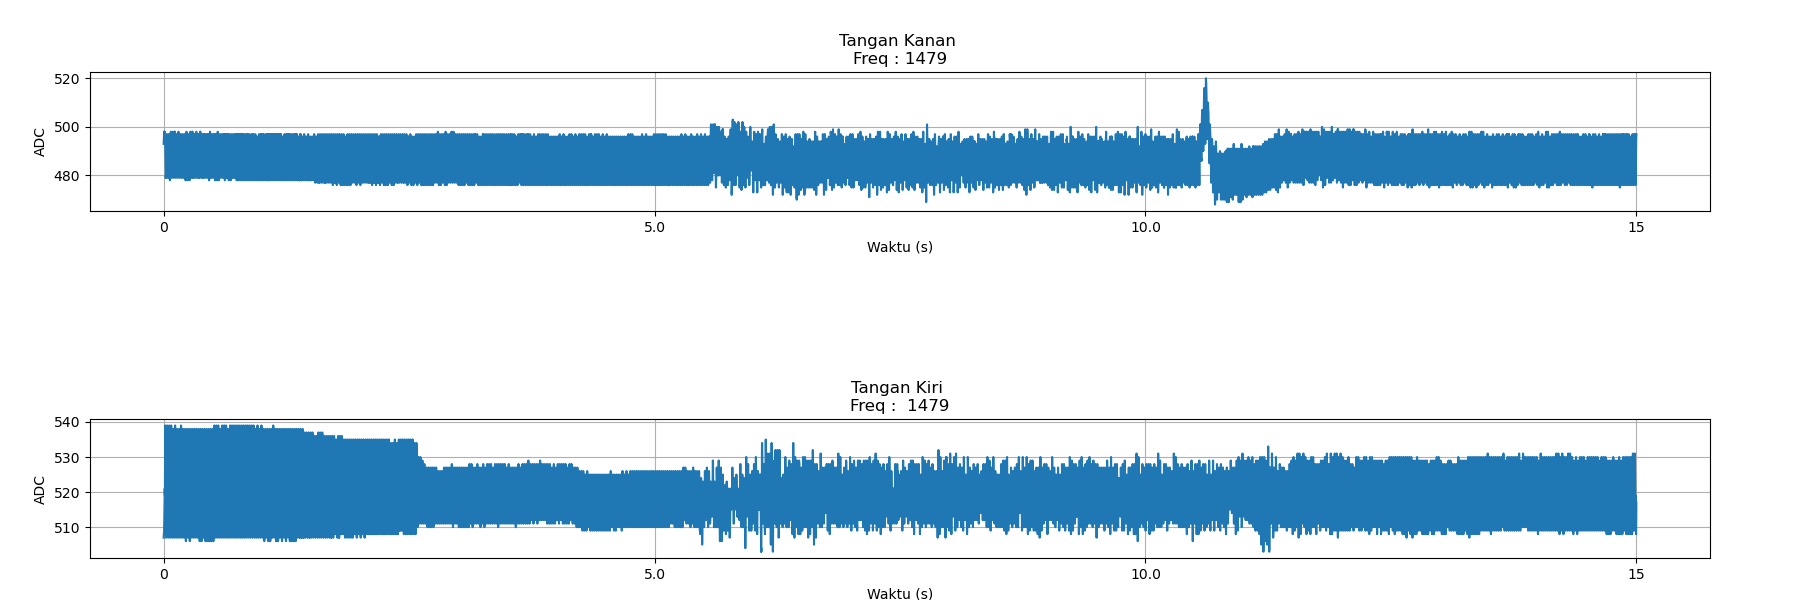 Tangan Kanan
Freq : 1479
520
500
480
ADC
0
5.0
10.0
15
Waktu (s)
Tangan Kiri
Freq :  1479
540
530
520
510
ADC
0
5.0
10.0
15
Waktu (s)